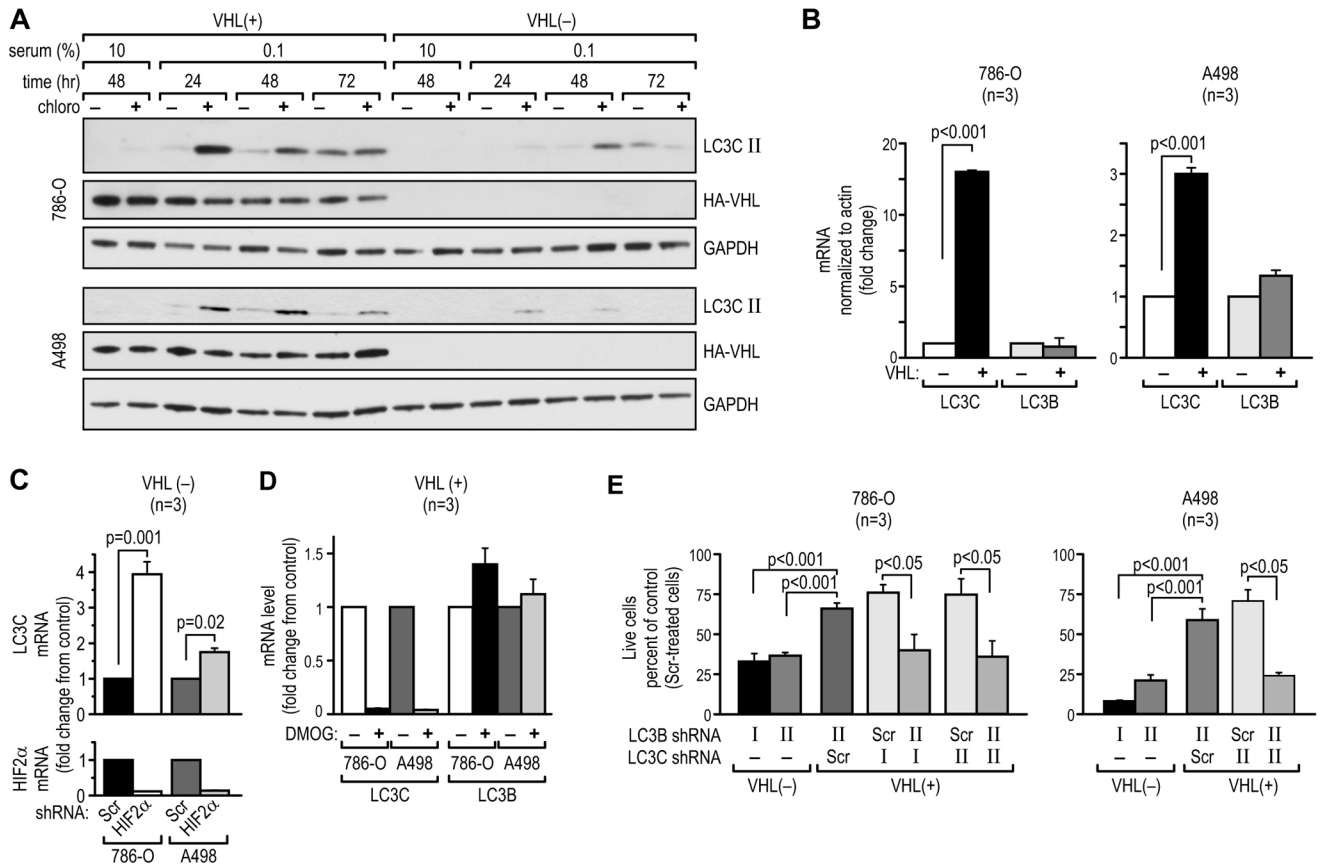 A
VHL(+) VHL(–)
serum (%) 10 0.1 10 0.1
time (hr) 48 24 48 72 48 24 48 72
chloro – + – + – + – + – + – + – + – +
786-O
LC3C II
HA-VHL
GAPDH
A498
LC3C II
HA-VHL
GAPDH
B
786-O
(n=3)
A498
(n=3)
mRNA
normalized to actin
(fold change)
p<0.001
20
15
10
5
0
p<0.001
3
2
1
0
VHL: – + – + – + – +
LC3C LC3B LC3C LC3B
C
VHL (–)
(n=3)
LC3C
mRNA
HIF2α
mRNA
(fold change from control)
p=0.001
p=0.02
4
3
2
1
0
1
0
shRNA: Scr HIF2α Scr HIF2α
786-O A498
D
VHL (+)
(n=3)
mRNA level
(fold change from control)
1.5
1
0.5
0
DMOG: – + – + – + – +
786-O A498 786-O A498
LC3C LC3B
E
786-O
(n=3)
A498
(n=3)
Live cells
percent of control
(Scr-treated cells)
100
75
50
25
0
p<0.001
p<0.001
p<0.05
p<0.05
100
75
50
25
0
p<0.001
p<0.001
p<0.05
LC3B shRNA I II II Scr II Scr II I II II Scr II
LC3C shRNA – – Scr I I II II – – Scr II II
VHL(–) VHL(+) VHL(–) VHL(+)